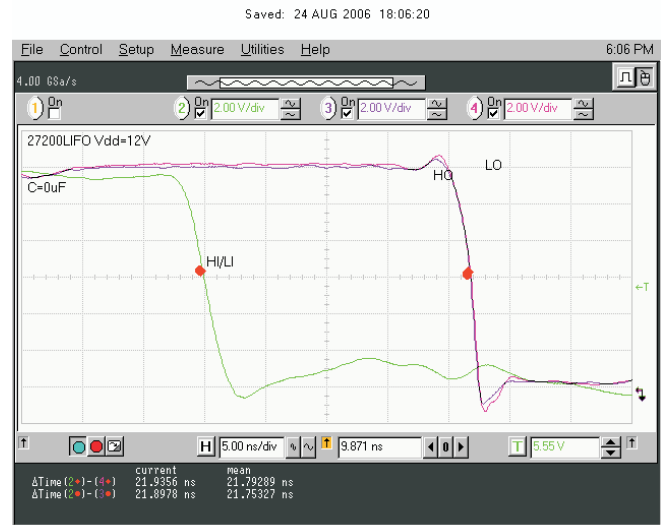 Saved: 24 AUG 2006 18:06:20
File Control Setup Measure Utilities Help 6:06 PM
4.00 GSa/s
1 On 2 On 2.00 V/div 3 On 2.00 V/div 4 On 2.00 V/div
27200LIFO Vdd=12V
C=0uF
HO
LO
HI/LI
T
H 5.00 ns/div 9.871 ns 0 T 5.55 V
current mean
ΔTime(2)-(4) 21.9356 ns 21.79289 ns
ΔTime(2)-(3) 21.8978 ns 21.75327 ns